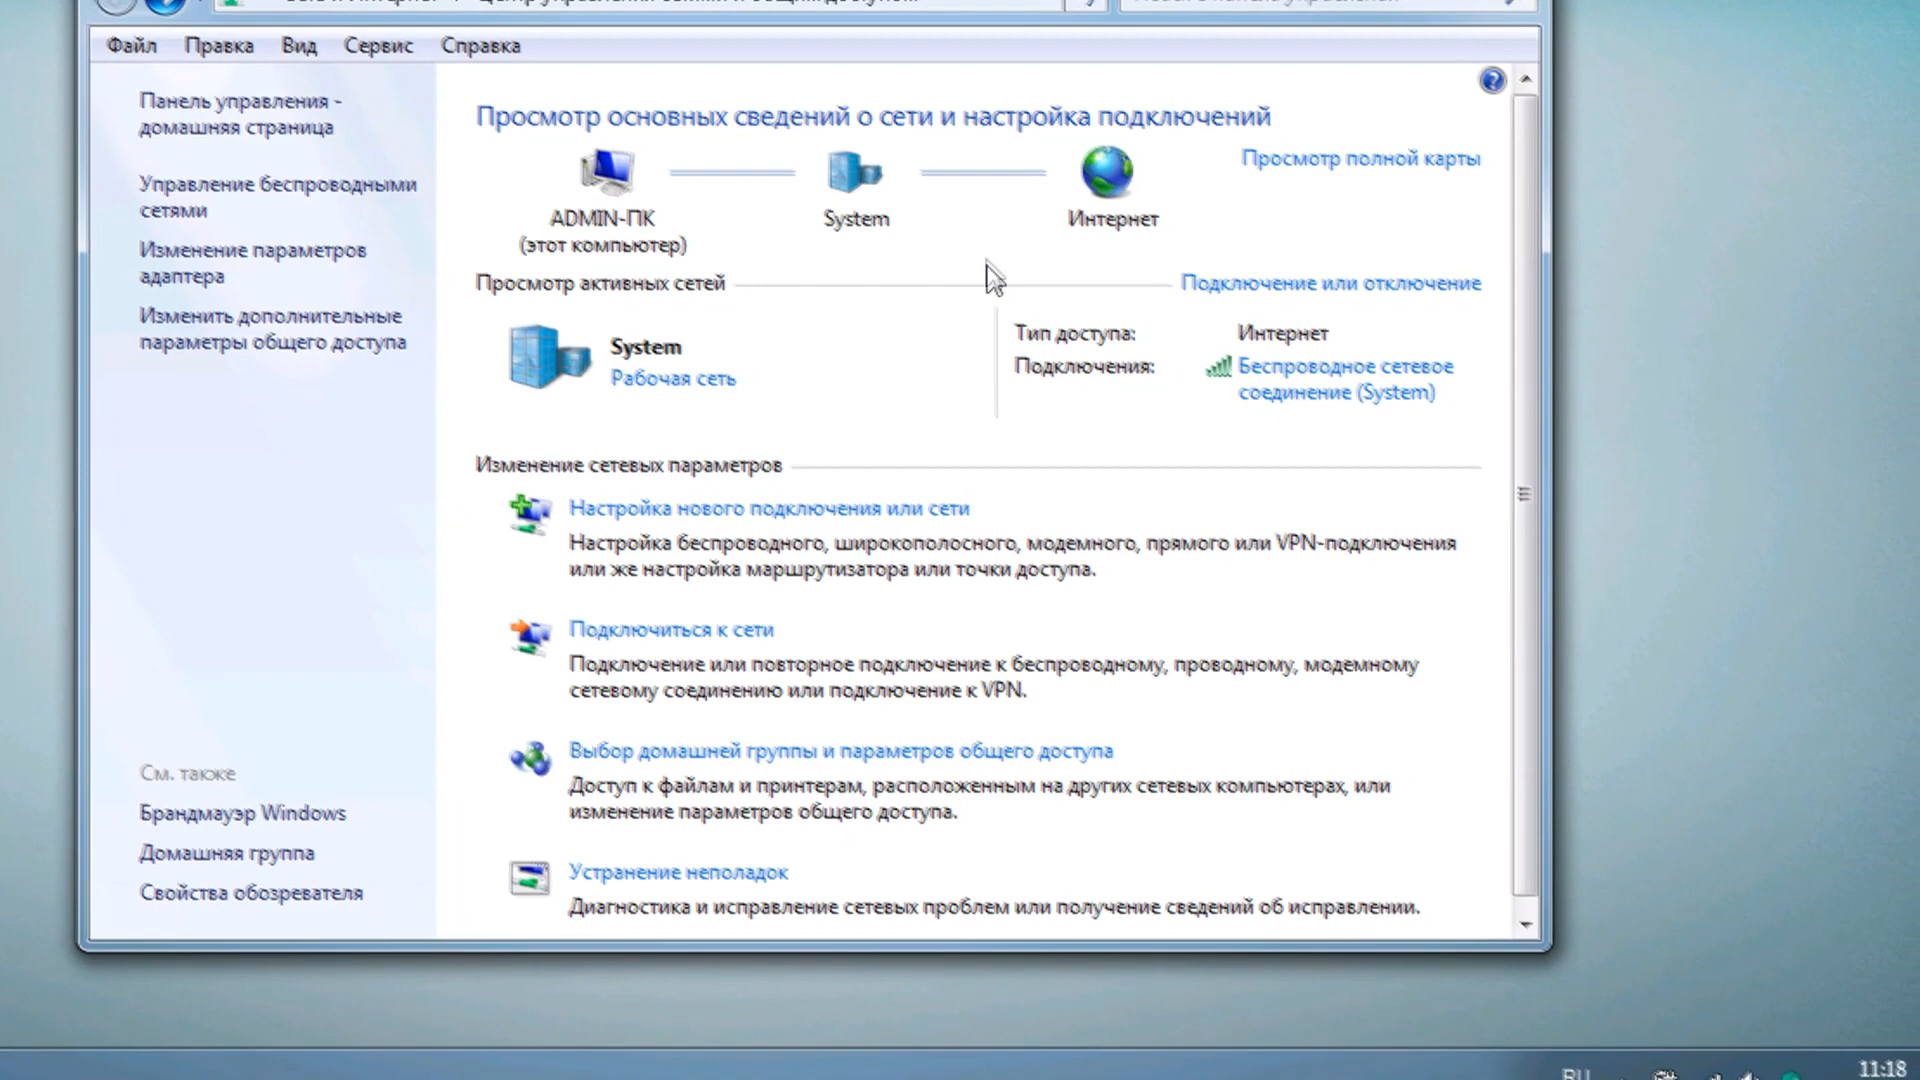 Файл Правка Вид Сервис Справка
Панель управления -
домашняя страница
Управление беспроводными
сетями
Изменение параметров
адаптера
Изменить дополнительные
параметры общего доступа
См. также
Брандмауэр Windows
Домашняя группа
Свойства обозревателя
Просмотр основных сведений о сети и настройка подключений
Просмотр полной карты
ADMIN-ПК
(этот компьютер)
System
Интернет
Просмотр активных сетей
Подключение или отключение
System
Рабочая сеть
Тип доступа: Интернет
Подключения: Беспроводное сетевое
соединение (System)
Изменение сетевых параметров
Настройка нового подключения или сети
Настройка беспроводного, широкополосного, модемного, прямого или VPN-подключения
или же настройка маршрутизатора или точки доступа.
Подключиться к сети
Подключение или повторное подключение к беспроводному, проводному, модемному
сетевому соединению или подключение к VPN.
Выбор домашней группы и параметров общего доступа
Доступ к файлам и принтерам, расположенным на других сетевых компьютерах, или
изменение параметров общего доступа.
Устранение неполадок
Диагностика и исправление сетевых проблем или получение сведений об исправлении.
RU
11:18